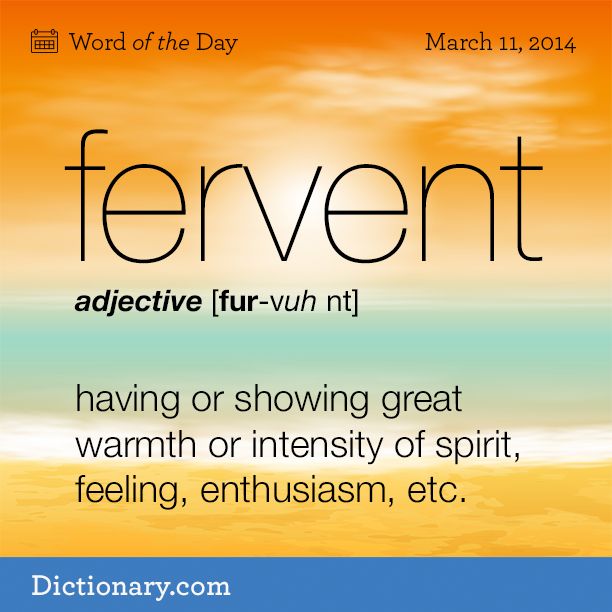 Word of the Day
March 11, 2014
fervent
adjective [fur-vuh nt]
having or showing great
warmth or intensity of spirit,
feeling, enthusiasm, etc.
Dictionary.com